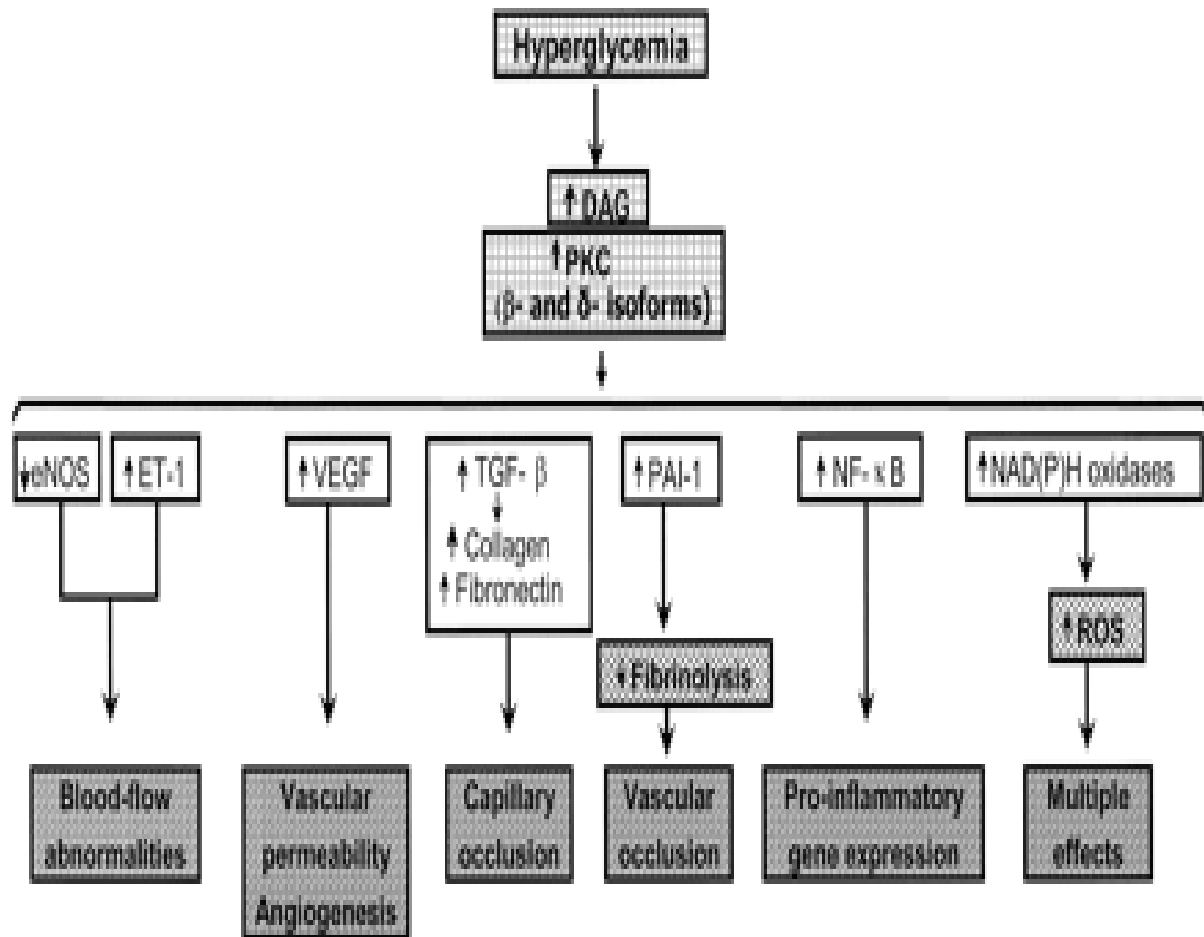 Hyperglycemia
↑DAG
↑PKC
(β- and δ- isoforms)
↓eNOS
↑ET-1
↑VEGF
↑TGF- β
↑Collagen
↑Fibronectin
↑PAI-1
↑NF- κ B
↑NAD(P)H oxidases
↑ROS
↓Fibrinolysis
Blood-flow
abnormalities
Vascular
permeability
Angiogenesis
Capillary
occlusion
Vascular
occlusion
Pro-inflammatory
gene expression
Multiple
effects